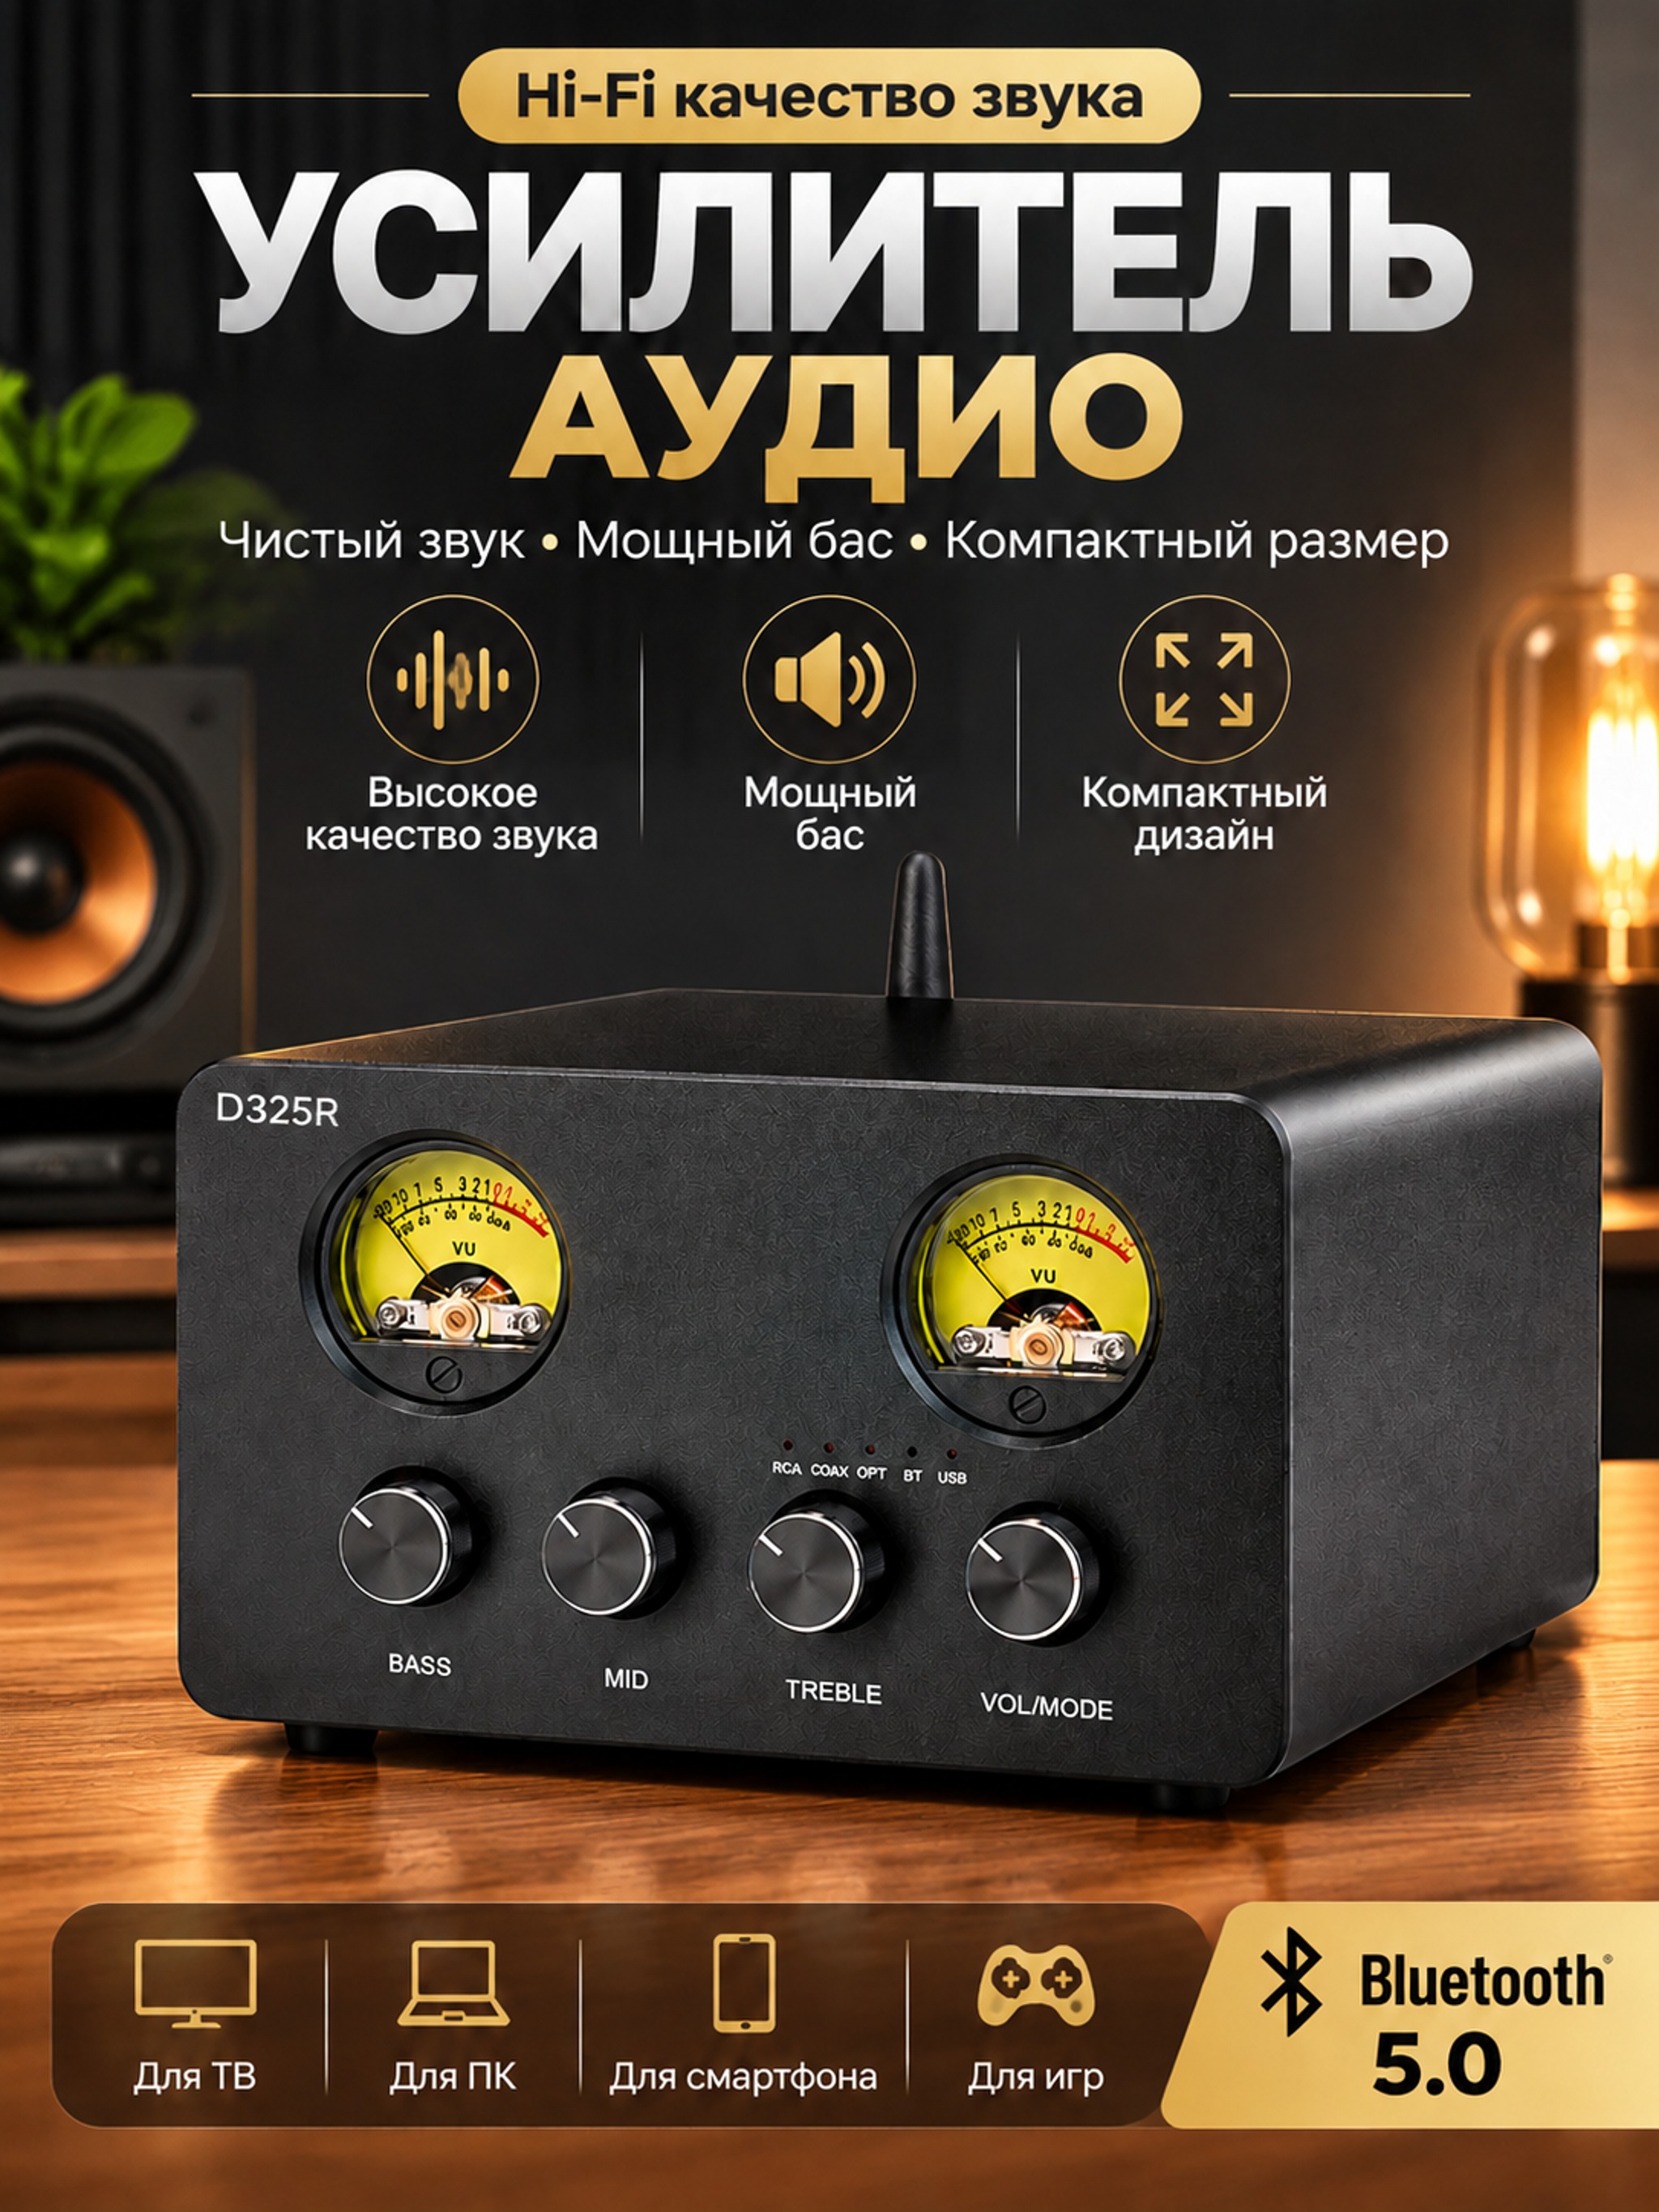 Hi-Fi качество звука
УСИЛИТЕЛЬ
АУДИО
Чистый звук • Мощный бас • Компактный размер
Высокое
качество звука
Мощный
бас
Компактный
дизайн
D325R
VU
VU
RCA COAX OPT BT USB
BASS
MID
TREBLE
VOL/MODE
Для ТВ
Для ПК
Для смартфона
Для игр
Bluetooth®
5.0